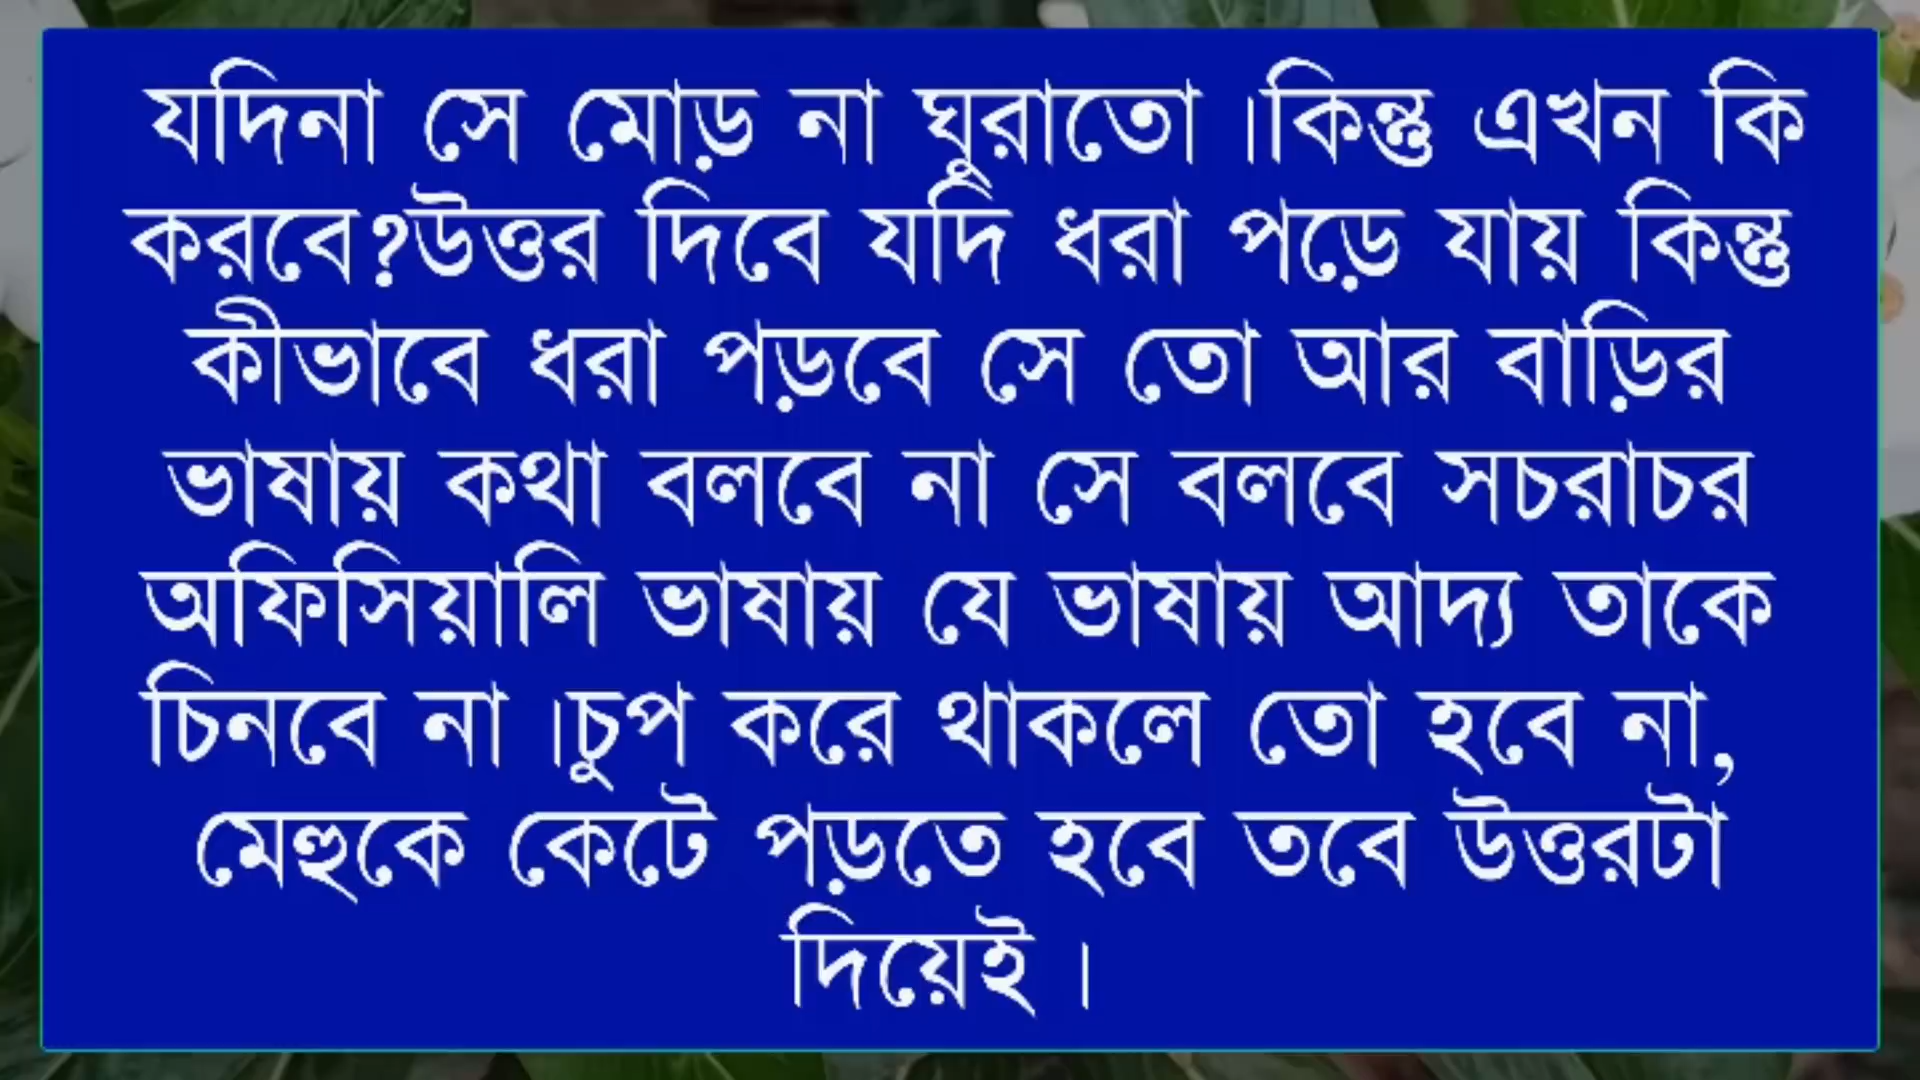 যদিনা সে মোড় না ঘুরাতো ।কিন্তু এখন কি
করবে?উত্তর দিবে যদি ধরা পড়ে যায় কিন্তু
কীভাবে ধরা পড়বে সে তো আর বাড়ির
ভাষায় কথা বলবে না সে বলবে সচরাচর
অফিসিয়ালি ভাষায় যে ভাষায় আদ্য তাকে
চিনবে না ।চুপ করে থাকলে তো হবে না,
মেহুকে কেটে পড়তে হবে তবে উত্তরটা
দিয়েই ।